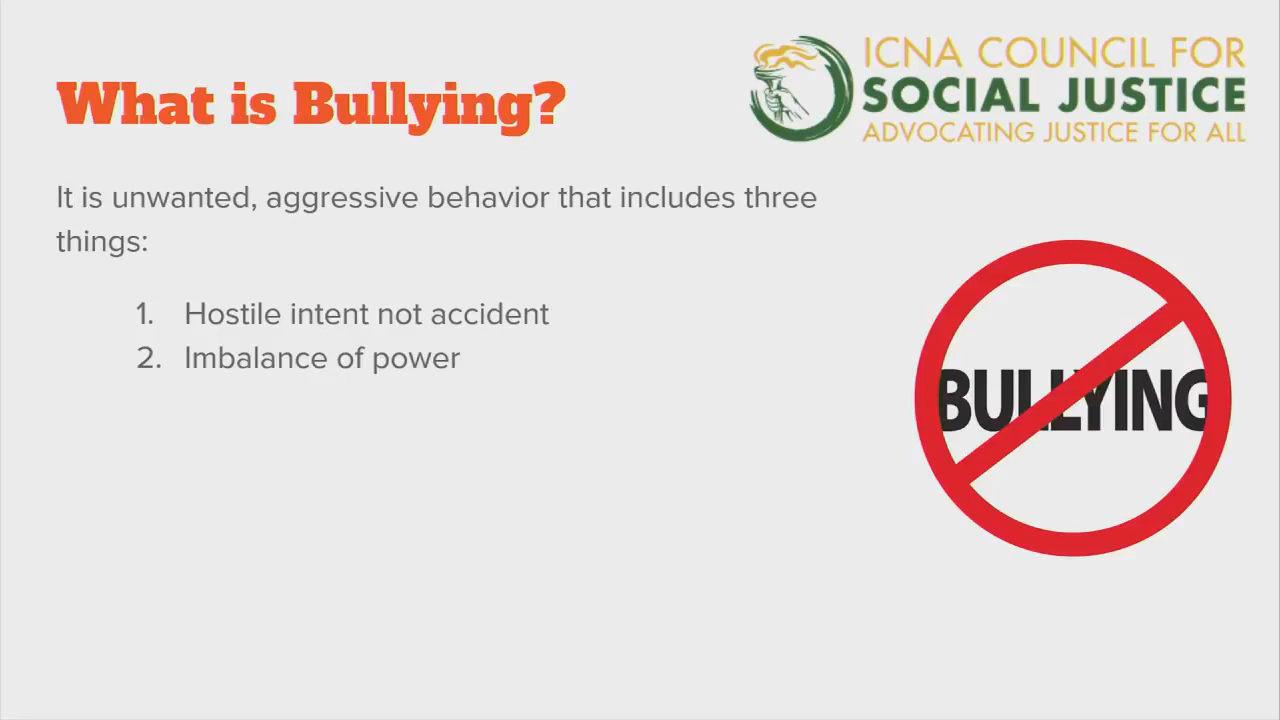 What is Bullying?
ICNA COUNCIL FOR
SOCIAL JUSTICE
ADVOCATING JUSTICE FOR ALL
It is unwanted, aggressive behavior that includes three
things:
1. Hostile intent not accident
2. Imbalance of power
BULLYING